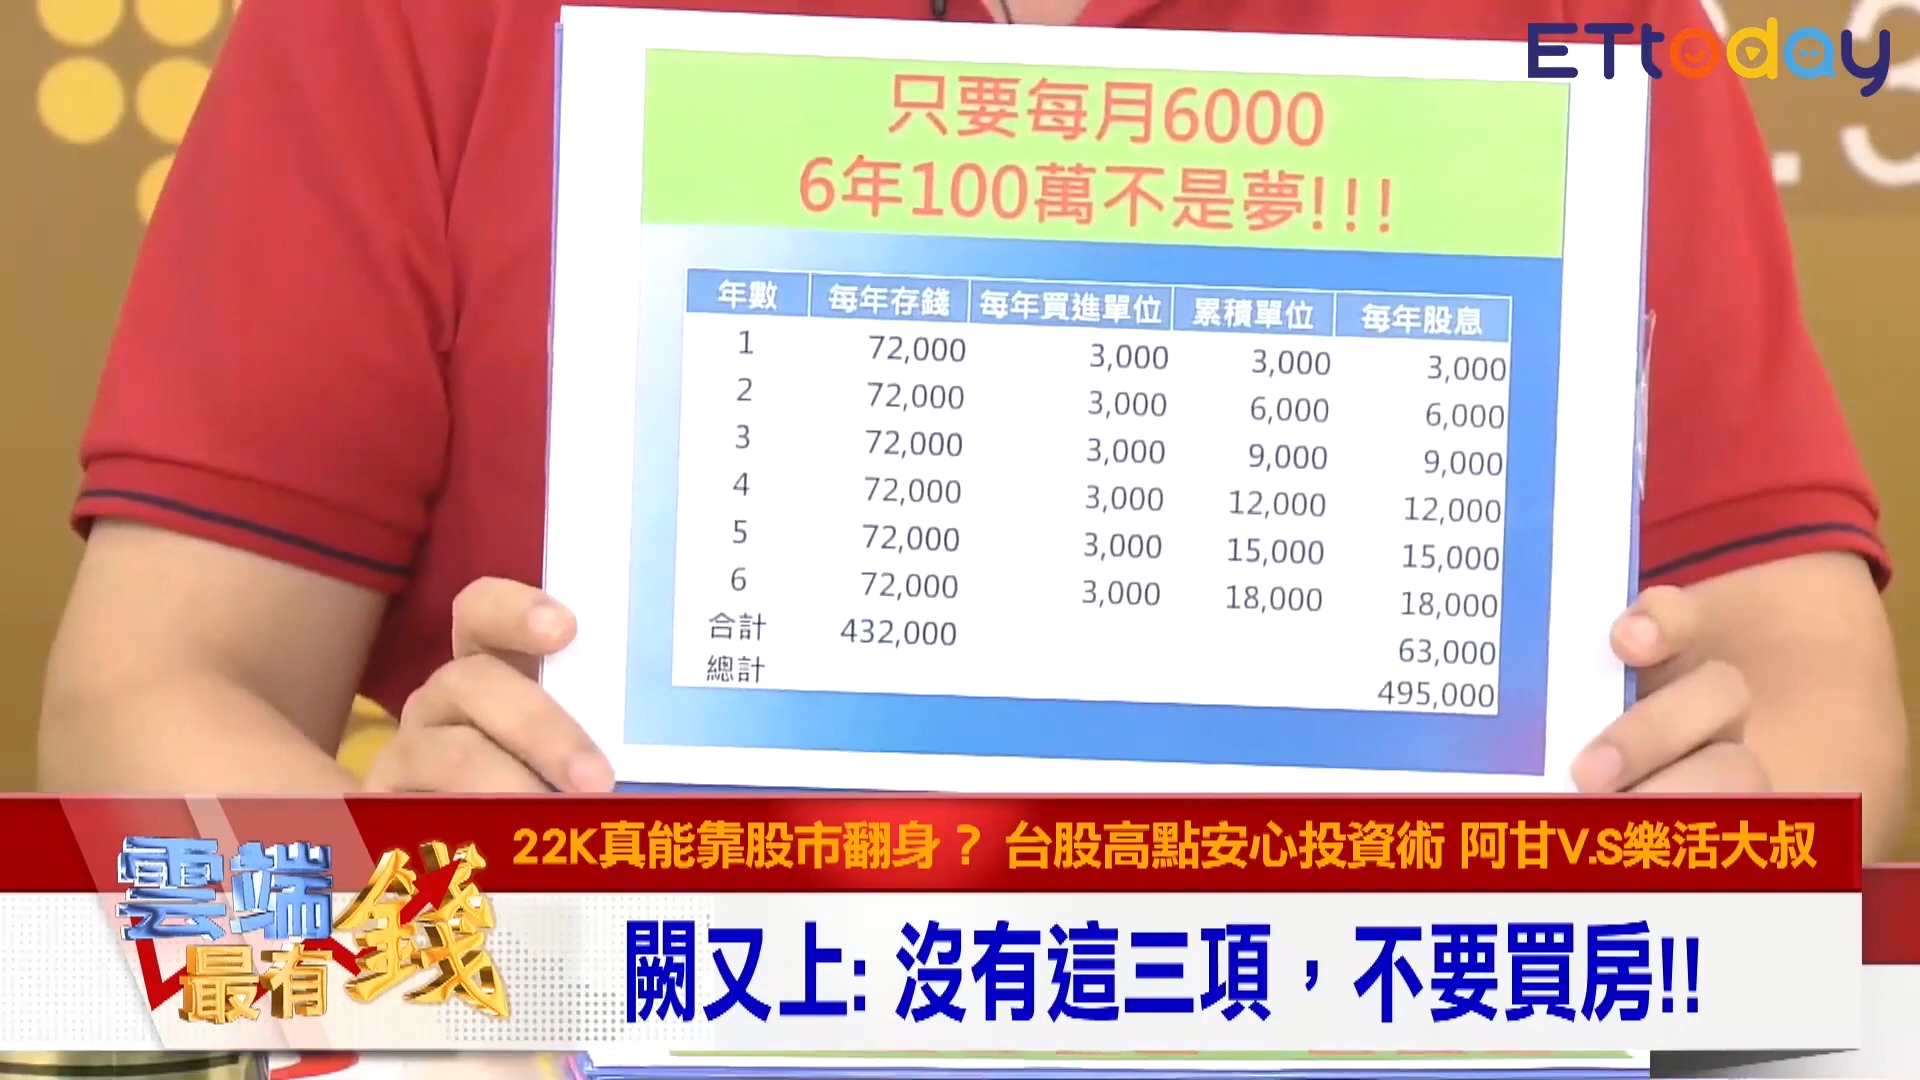 ETtoday
.3
只要每月6000
6年100萬不是夢!!!
年數 每年存錢 每年買進單位 累積單位 每年股息
1 72,000 3,000 3,000 3,000
2 72,000 3,000 6,000 6,000
3 72,000 3,000 9,000 9,000
4 72,000 3,000 12,000 12,000
5 72,000 3,000 15,000 15,000
6 72,000 3,000 18,000 18,000
合計 432,000 63,000
總計 495,000
22K真能靠股市翻身？ 台股高點安心投資術 阿甘V.S樂活大叔
雲端最有錢
闕又上: 沒有這三項，不要買房!!